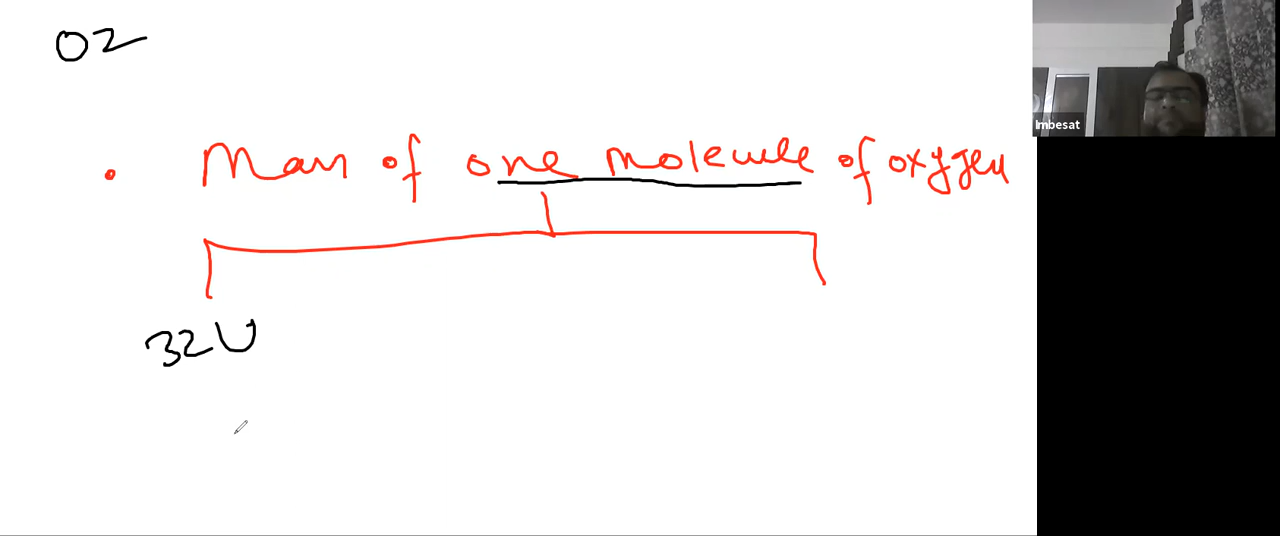 O2
. Mass of one molecule of oxygen
32U
Imbesat